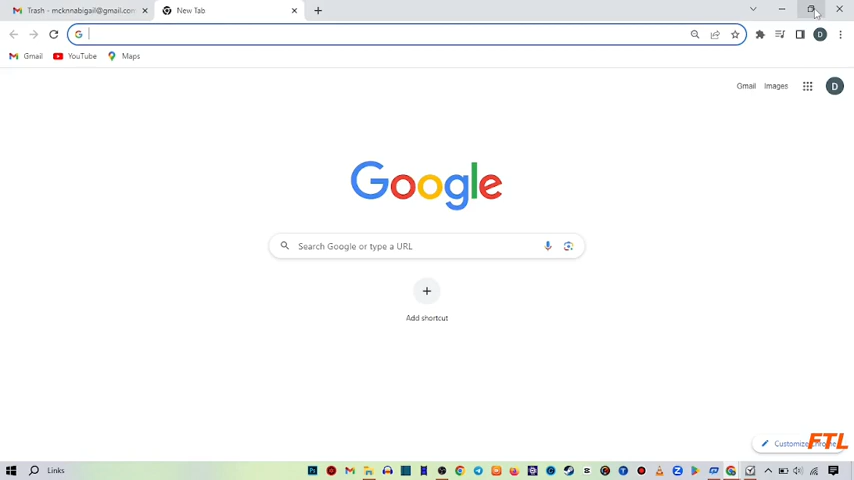 Trash - mcknnabigail@gmail.com
New Tab
Gmail
YouTube
Maps
D
Gmail
Images
D
Google
Search Google or type a URL
Add shortcut
Customize Chrome
FTL
Links